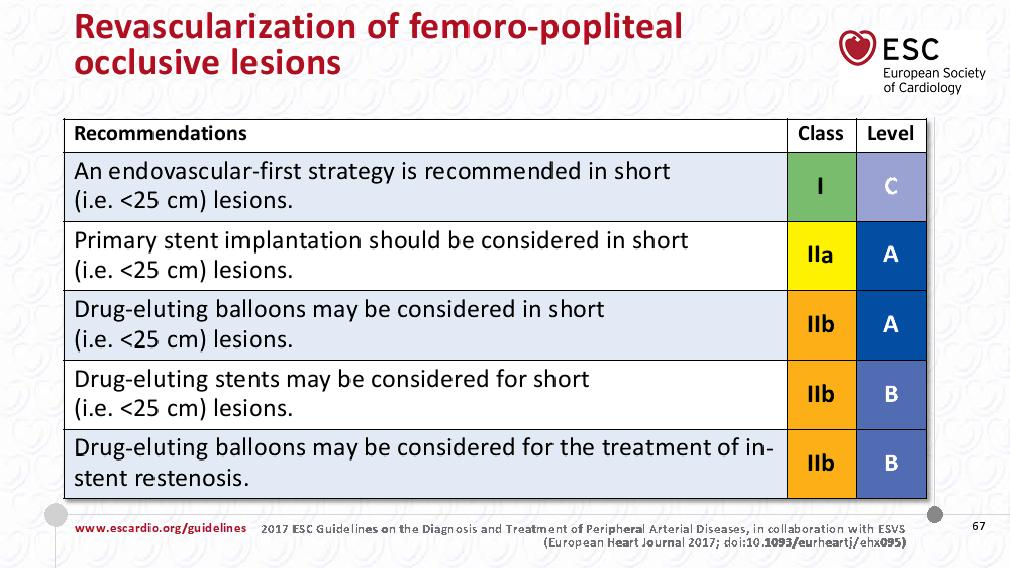 Revascularization of femoro-popliteal
occlusive lesions
ESC
European Society
of Cardiology
Recommendations Class Level
An endovascular-first strategy is recommended in short
(i.e. <25 cm) lesions.
I C
Primary stent implantation should be considered in short
(i.e. <25 cm) lesions.
IIa A
Drug-eluting balloons may be considered in short
(i.e. <25 cm) lesions.
IIb A
Drug-eluting stents may be considered for short
(i.e. <25 cm) lesions.
IIb B
Drug-eluting balloons may be considered for the treatment of in-
stent restenosis.
IIb B
www.escardio.org/guidelines 2017 ESC Guidelines on the Diagnosis and Treatment of Peripheral Arterial Diseases, in collaboration with ESVS
(European Heart Journal 2017; doi:10.1093/eurheartj/ehx095)
67